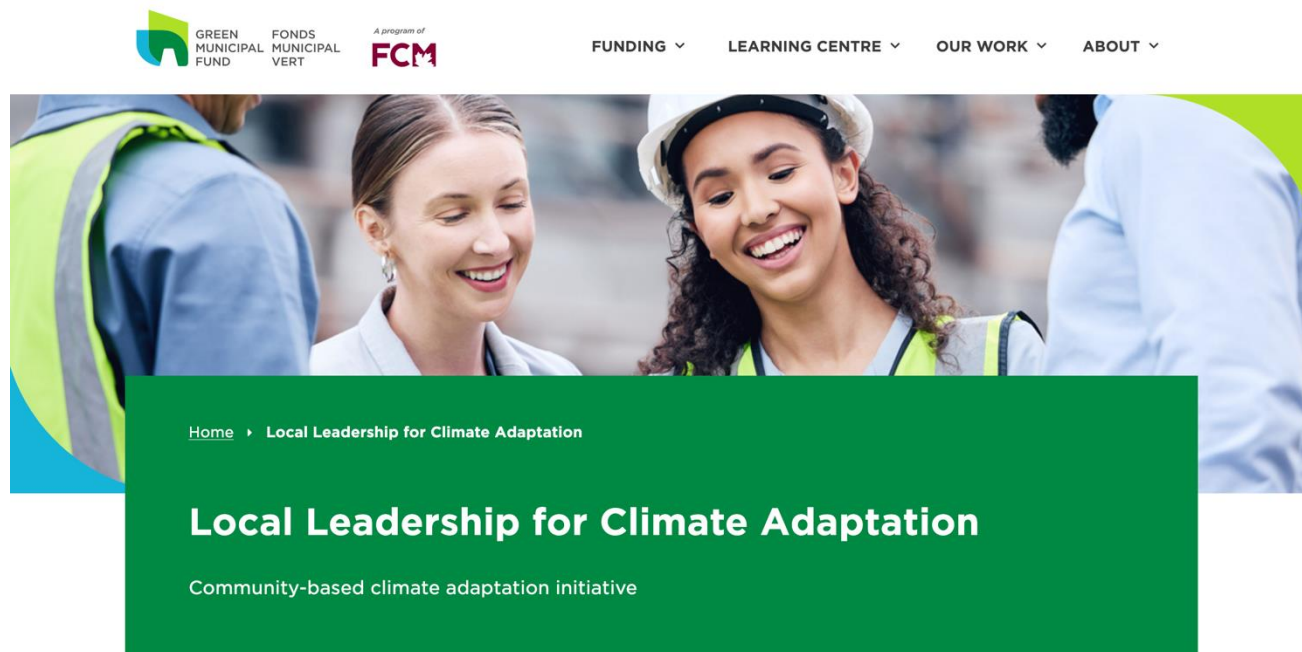 GREEN MUNICIPAL FUND
FONDS MUNICIPAL VERT
A program of
FCM
FUNDING
LEARNING CENTRE
OUR WORK
ABOUT
Home
Local Leadership for Climate Adaptation
Local Leadership for Climate Adaptation
Community-based climate adaptation initiative